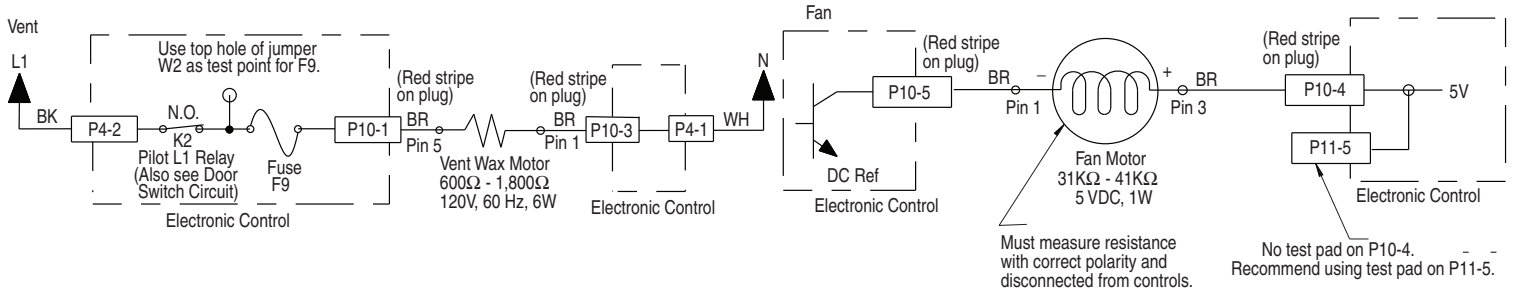 Vent
L1
BK
P4-2
Use top hole of jumper
W2 as test point for F9.
N.O.
K2
Pilot L1 Relay
(Also see Door
Switch Circuit)
Fuse
F9
P10-1
Electronic Control
(Red stripe
on plug)
BR
Pin 5
Vent Wax Motor
600Ω - 1,800Ω
120V, 60 Hz, 6W
(Red stripe
on plug)
BR
Pin 1
P10-3
P4-1
Electronic Control
WH
N
Fan
DC Ref
P10-5
Electronic Control
(Red stripe
on plug)
BR
Pin 1
–
+
Fan Motor
31KΩ - 41KΩ
5 VDC, 1W
Must measure resistance
with correct polarity and
disconnected from controls.
BR
Pin 3
(Red stripe
on plug)
P10-4
P11-5
5V
No test pad on P10-4.
Recommend using test pad on P11-5.